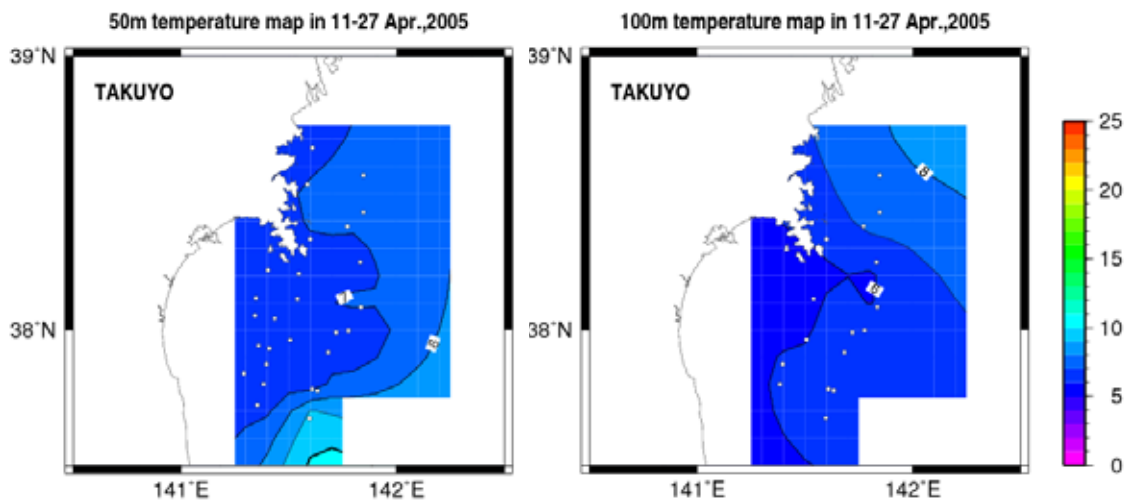 50m temperature map in 11-27 Apr.,2005
39˚N
TAKUYO
38˚N
141˚E
142˚E
7
8
100m temperature map in 11-27 Apr.,2005
39˚N
TAKUYO
38˚N
141˚E
142˚E
8
6
25
20
15
10
5
0